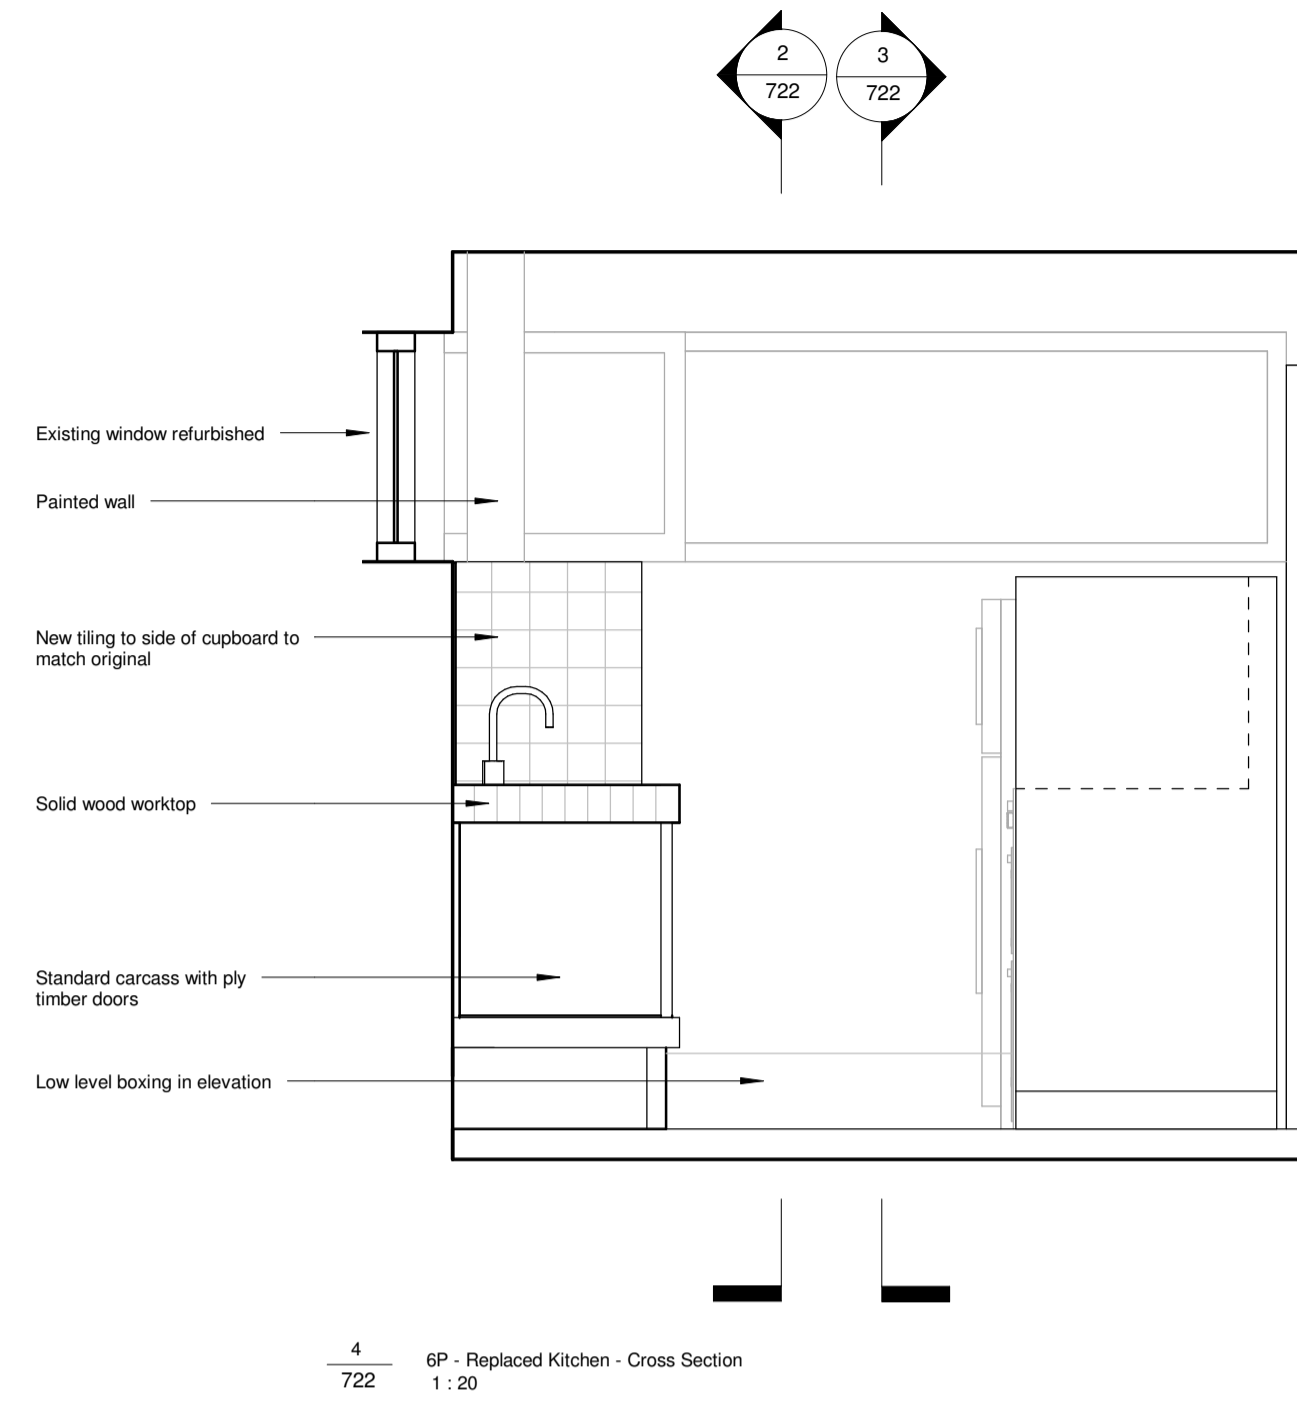 2
722
3
722
Existing window refurbished
Painted wall
New tiling to side of cupboard to
match original
Solid wood worktop
Standard carcass with ply
timber doors
Low level boxing in elevation
4
722
6P - Replaced Kitchen - Cross Section
1 : 20